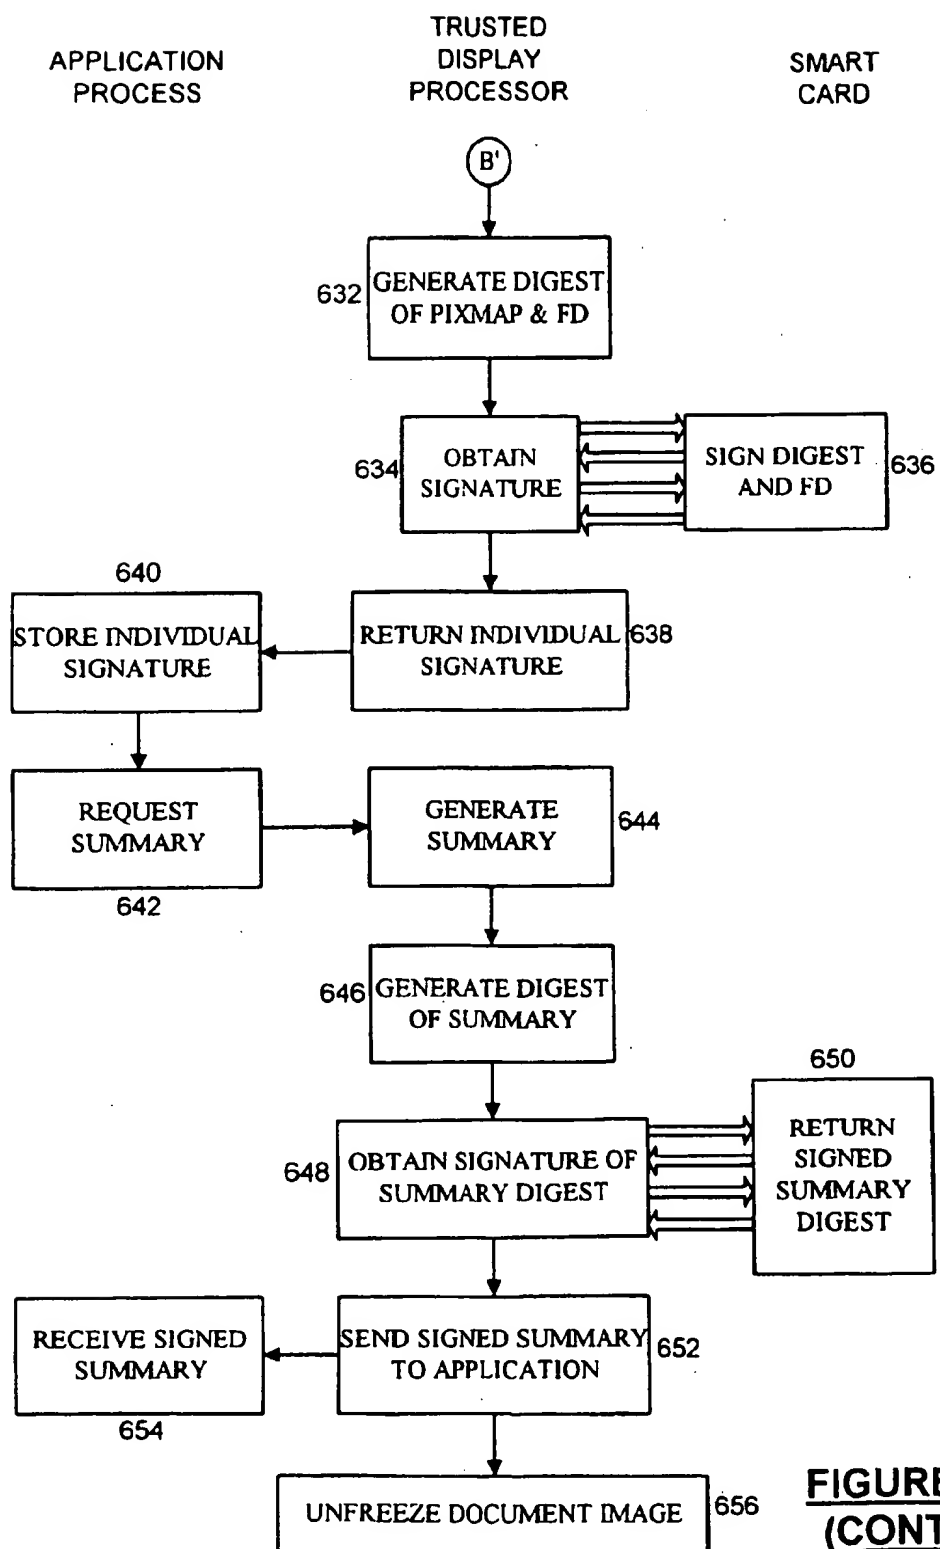 APPLICATION
PROCESS
TRUSTED
DISPLAY
PROCESSOR
SMART
CARD
B'
632
GENERATE DIGEST
OF PIXMAP & FD
634
OBTAIN
SIGNATURE
SIGN DIGEST
AND FD
636
640
STORE INDIVIDUAL
SIGNATURE
RETURN INDIVIDUAL
SIGNATURE
638
REQUEST
SUMMARY
642
GENERATE
SUMMARY
644
646
GENERATE DIGEST
OF SUMMARY
648
OBTAIN SIGNATURE OF
SUMMARY DIGEST
650
RETURN
SIGNED
SUMMARY
DIGEST
RECEIVE SIGNED
SUMMARY
654
SEND SIGNED SUMMARY
TO APPLICATION
652
UNFREEZE DOCUMENT IMAGE
656
FIGURE
(CONT